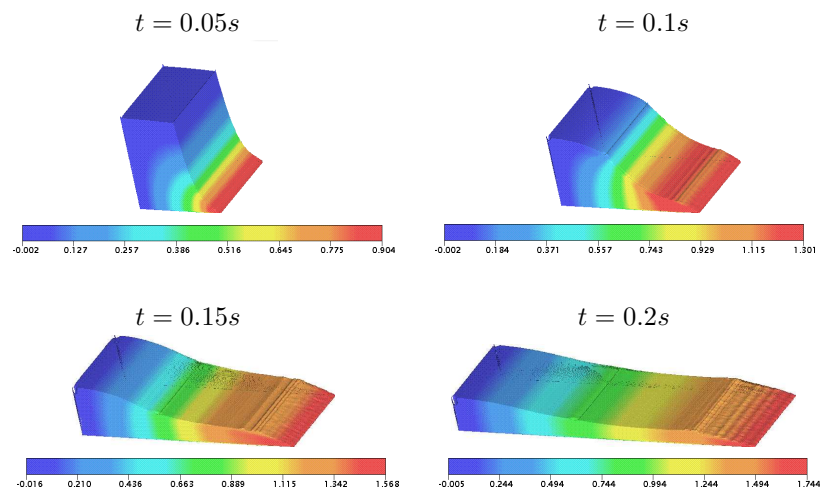 t = 0.05s
t = 0.1s
-0.002 0.127 0.257 0.386 0.516 0.645 0.775 0.904
-0.002 0.184 0.371 0.557 0.743 0.929 1.115 1.301
t = 0.15s
t = 0.2s
-0.016 0.210 0.436 0.663 0.889 1.115 1.342 1.568
-0.005 0.244 0.494 0.744 0.994 1.244 1.494 1.744